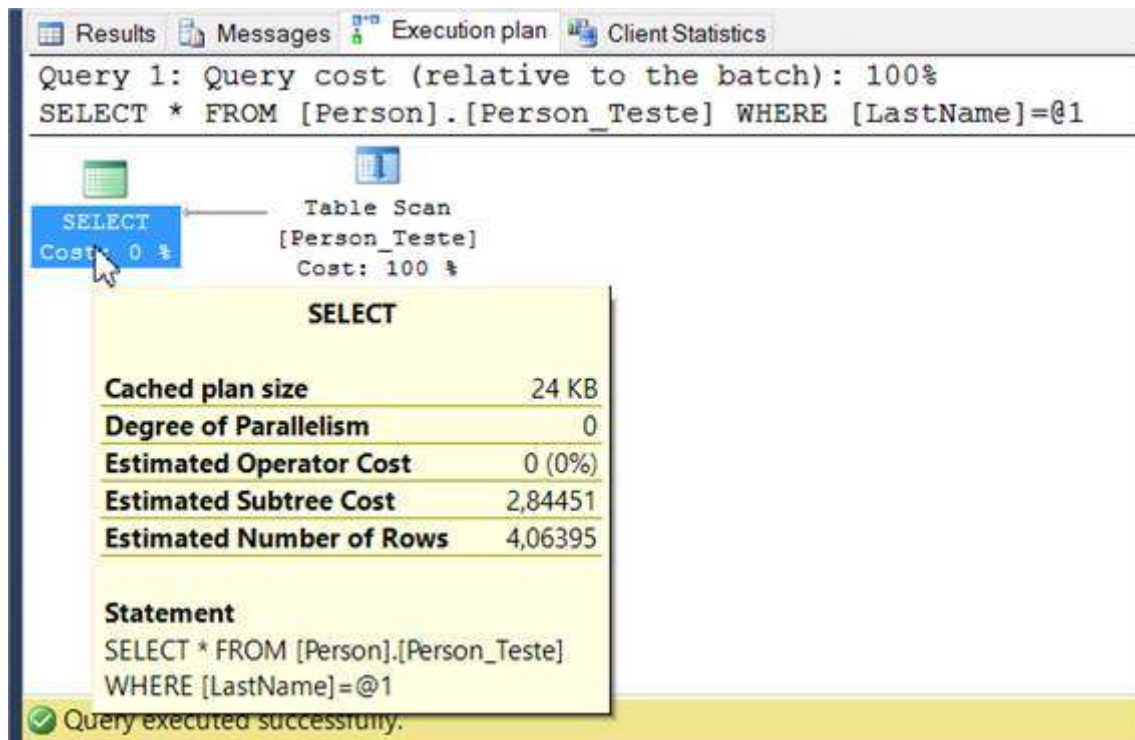 Results Messages Execution plan Client Statistics
Query 1: Query cost (relative to the batch): 100%
SELECT * FROM [Person].[Person_Teste] WHERE [LastName]=@1
SELECT
Cost: 0 %
Table Scan
[Person_Teste]
Cost: 100 %
SELECT
Cached plan size 24 KB
Degree of Parallelism 0
Estimated Operator Cost 0 (0%)
Estimated Subtree Cost 2,84451
Estimated Number of Rows 4,06395
Statement
SELECT * FROM [Person].[Person_Teste]
WHERE [LastName]=@1
Query executed successfully.